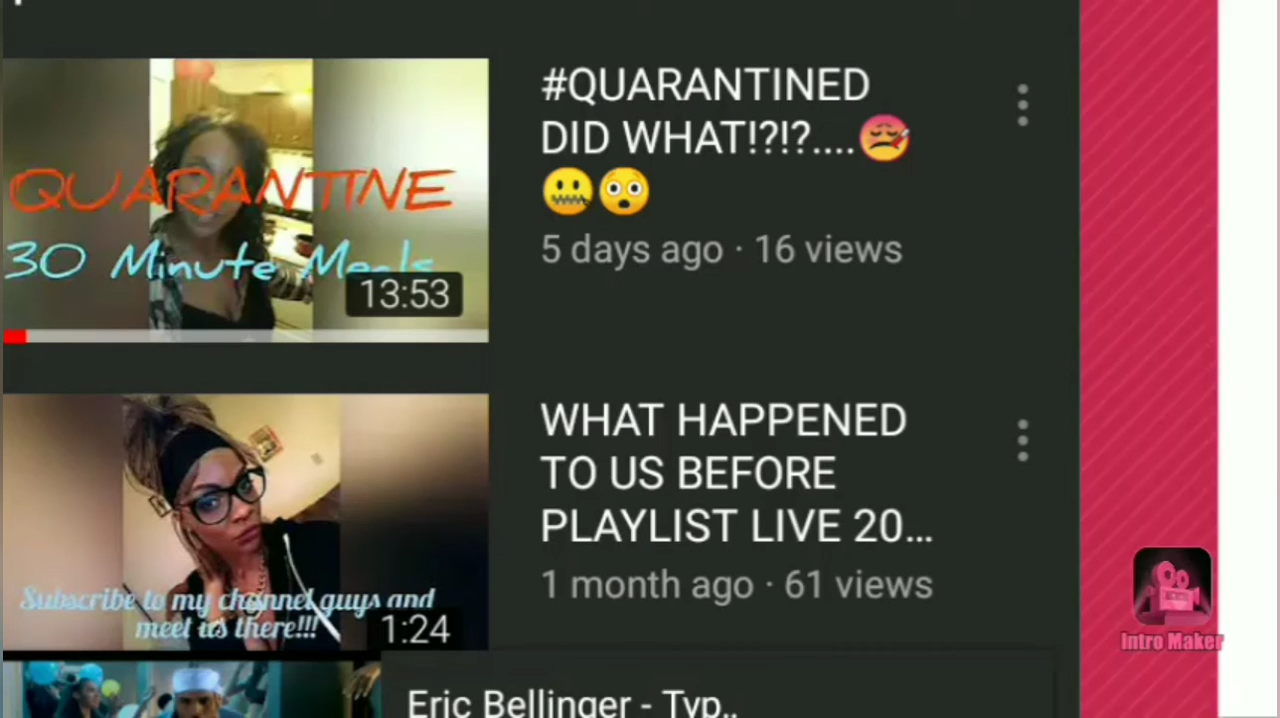 QUARANTINE
30 Minute Meals
13:53
#QUARANTINED
DID WHAT!?!?....🤒
🤐😲
5 days ago · 16 views
Subscribe to my channel guys and
meet us there!!!
1:24
WHAT HAPPENED
TO US BEFORE
PLAYLIST LIVE 20...
1 month ago · 61 views
Intro Maker
Eric Bellinger - Typ..